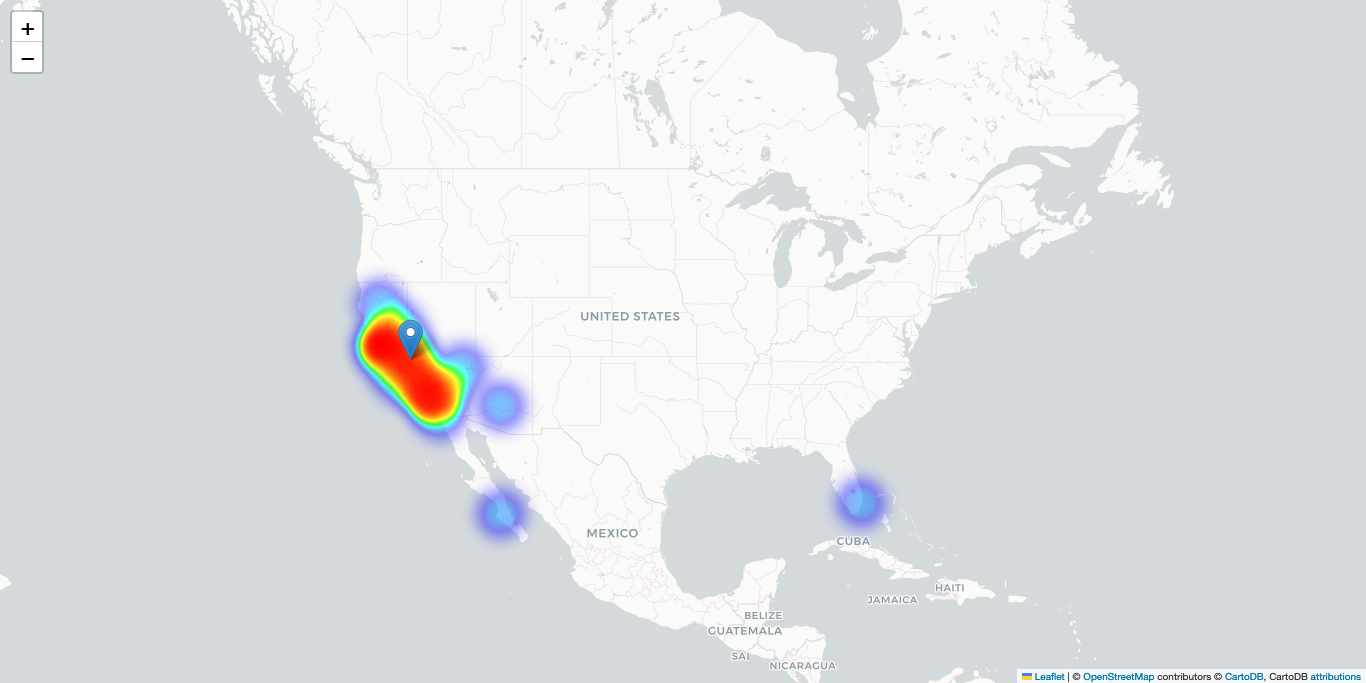 +
−
UNITED STATES
MEXICO
CUBA
HAITI
JAMAICA
BELIZE
GUATEMALA
SAL
NICARAGUA
Leaflet | © OpenStreetMap contributors © CartoDB, CartoDB attributions